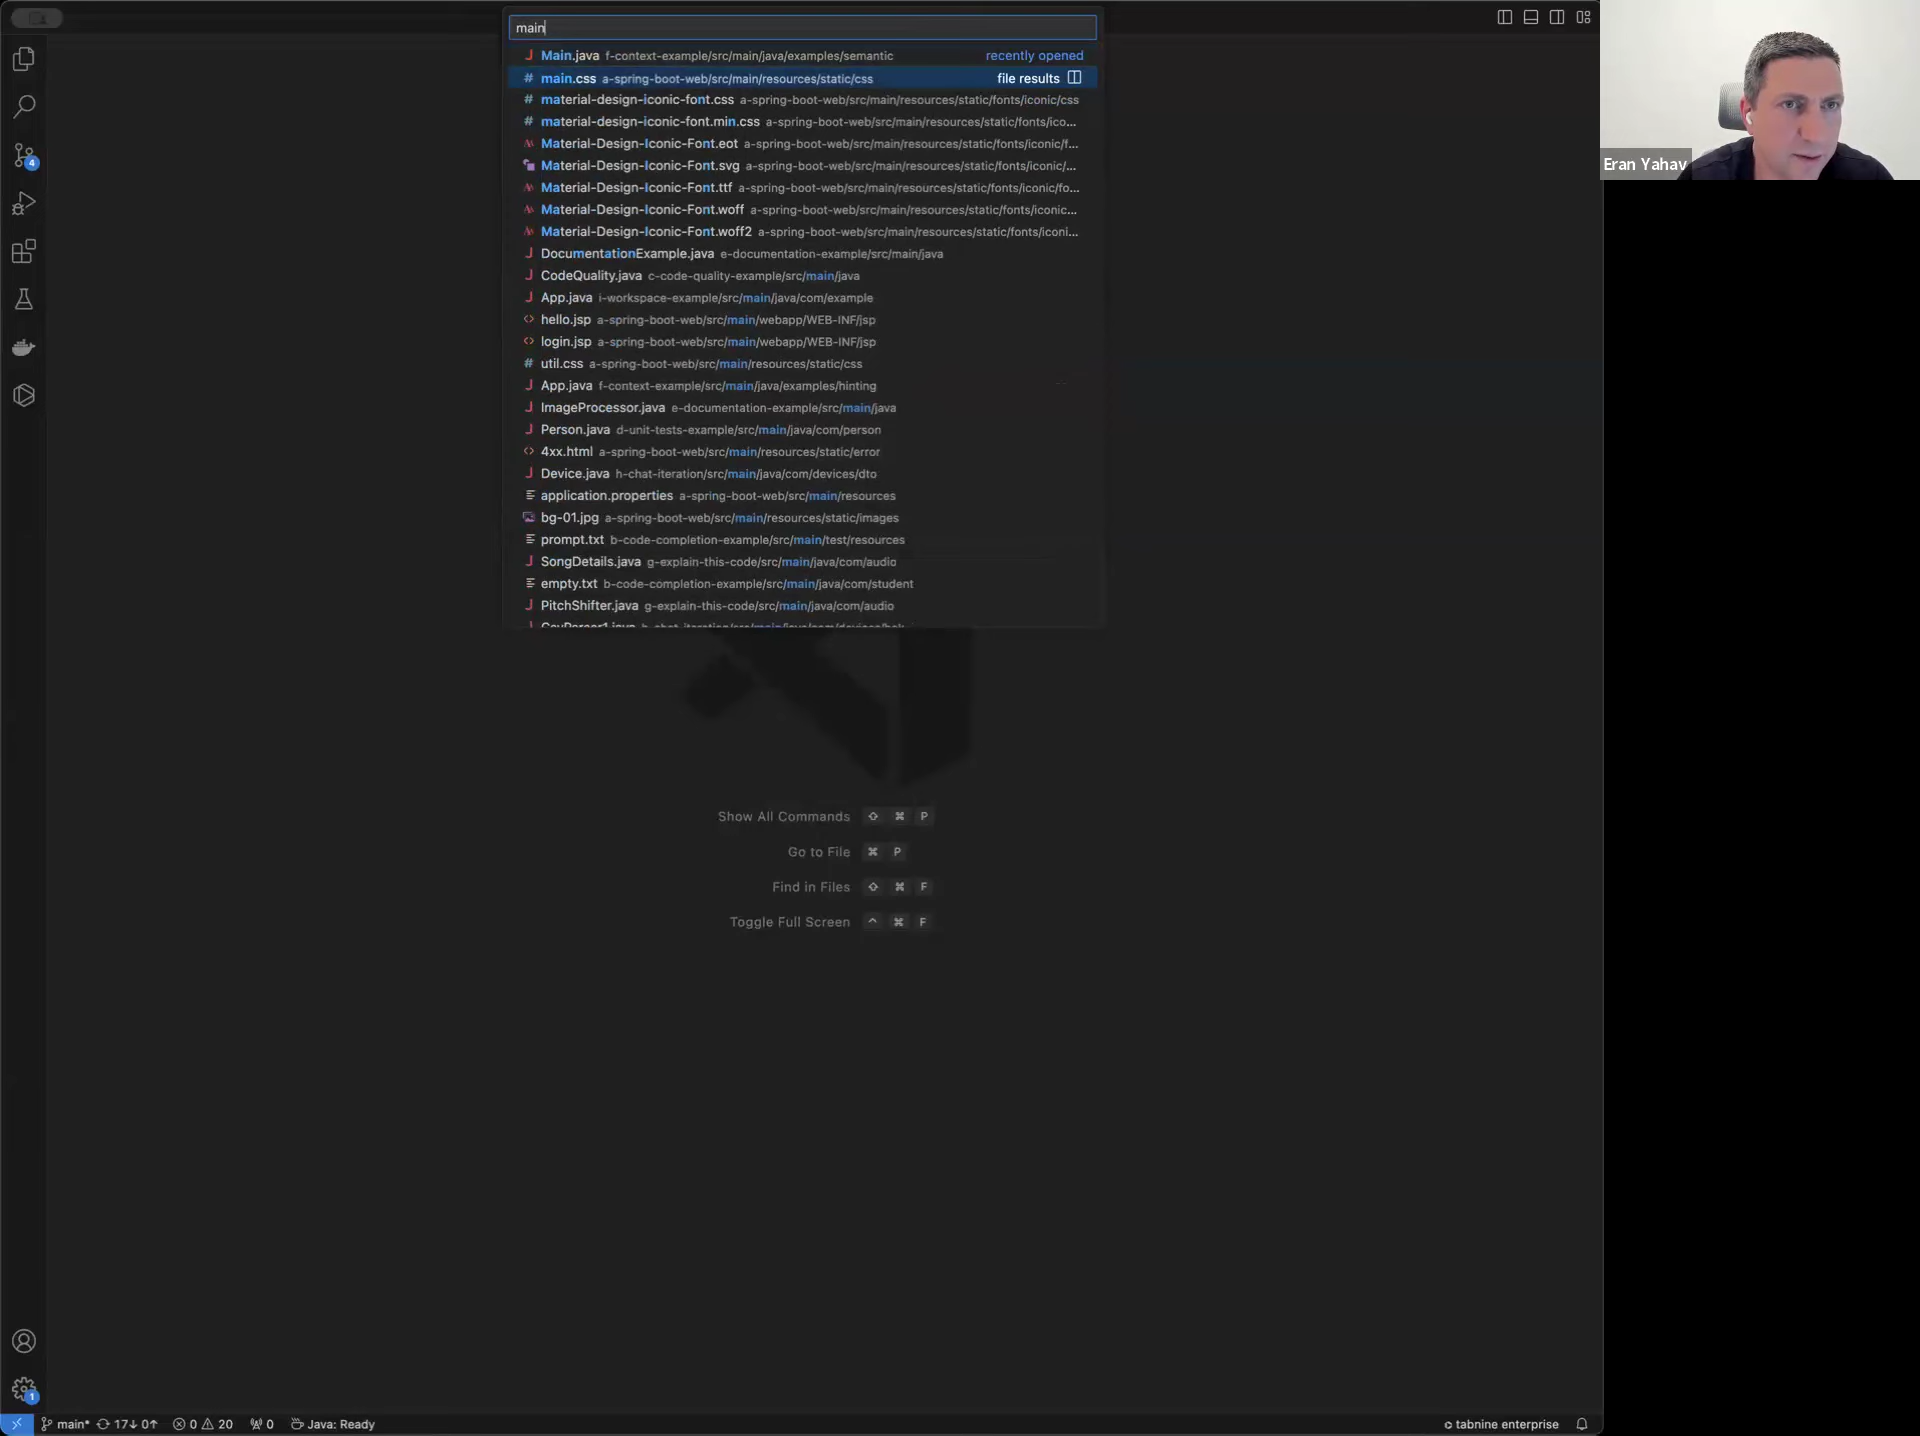 main
Main.java f-context-example/src/main/java/examples/semantic recently opened
main.css a-spring-boot-web/src/main/resources/static/css file results
material-design-iconic-font.css a-spring-boot-web/src/main/resources/static/fonts/iconic/css
material-design-iconic-font.min.css a-spring-boot-web/src/main/resources/static/fonts/ico...
Material-Design-Iconic-Font.eot a-spring-boot-web/src/main/resources/static/fonts/iconic/f...
Material-Design-Iconic-Font.svg a-spring-boot-web/src/main/resources/static/fonts/iconic/...
Material-Design-Iconic-Font.ttf a-spring-boot-web/src/main/resources/static/fonts/iconic/fo...
Material-Design-Iconic-Font.woff a-spring-boot-web/src/main/resources/static/fonts/iconic...
Material-Design-Iconic-Font.woff2 a-spring-boot-web/src/main/resources/static/fonts/iconi...
DocumentationExample.java e-documentation-example/src/main/java
CodeQuality.java c-code-quality-example/src/main/java
App.java i-workspace-example/src/main/java/com/example
hello.jsp a-spring-boot-web/src/main/webapp/WEB-INF/jsp
login.jsp a-spring-boot-web/src/main/webapp/WEB-INF/jsp
util.css a-spring-boot-web/src/main/resources/static/css
App.java f-context-example/src/main/java/examples/hinting
ImageProcessor.java e-documentation-example/src/main/java
Person.java d-unit-tests-example/src/main/java/com/person
4xx.html a-spring-boot-web/src/main/resources/static/error
Device.java h-chat-iteration/src/main/java/com/devices/dto
application.properties a-spring-boot-web/src/main/resources
bg-01.jpg a-spring-boot-web/src/main/resources/static/images
prompt.txt b-code-completion-example/src/main/test/resources
SongDetails.java g-explain-this-code/src/main/java/com/audio
empty.txt b-code-completion-example/src/main/java/com/student
PitchShifter.java g-explain-this-code/src/main/java/com/audio
Show All Commands ⇧ ⌘ P
Go to File ⌘ P
Find in Files ⇧ ⌘ F
Toggle Full Screen ^ ⌘ F
Eran Yahav
4
1
main* 17↓ 0↑ 0 20 0 Java: Ready
tabnine enterprise